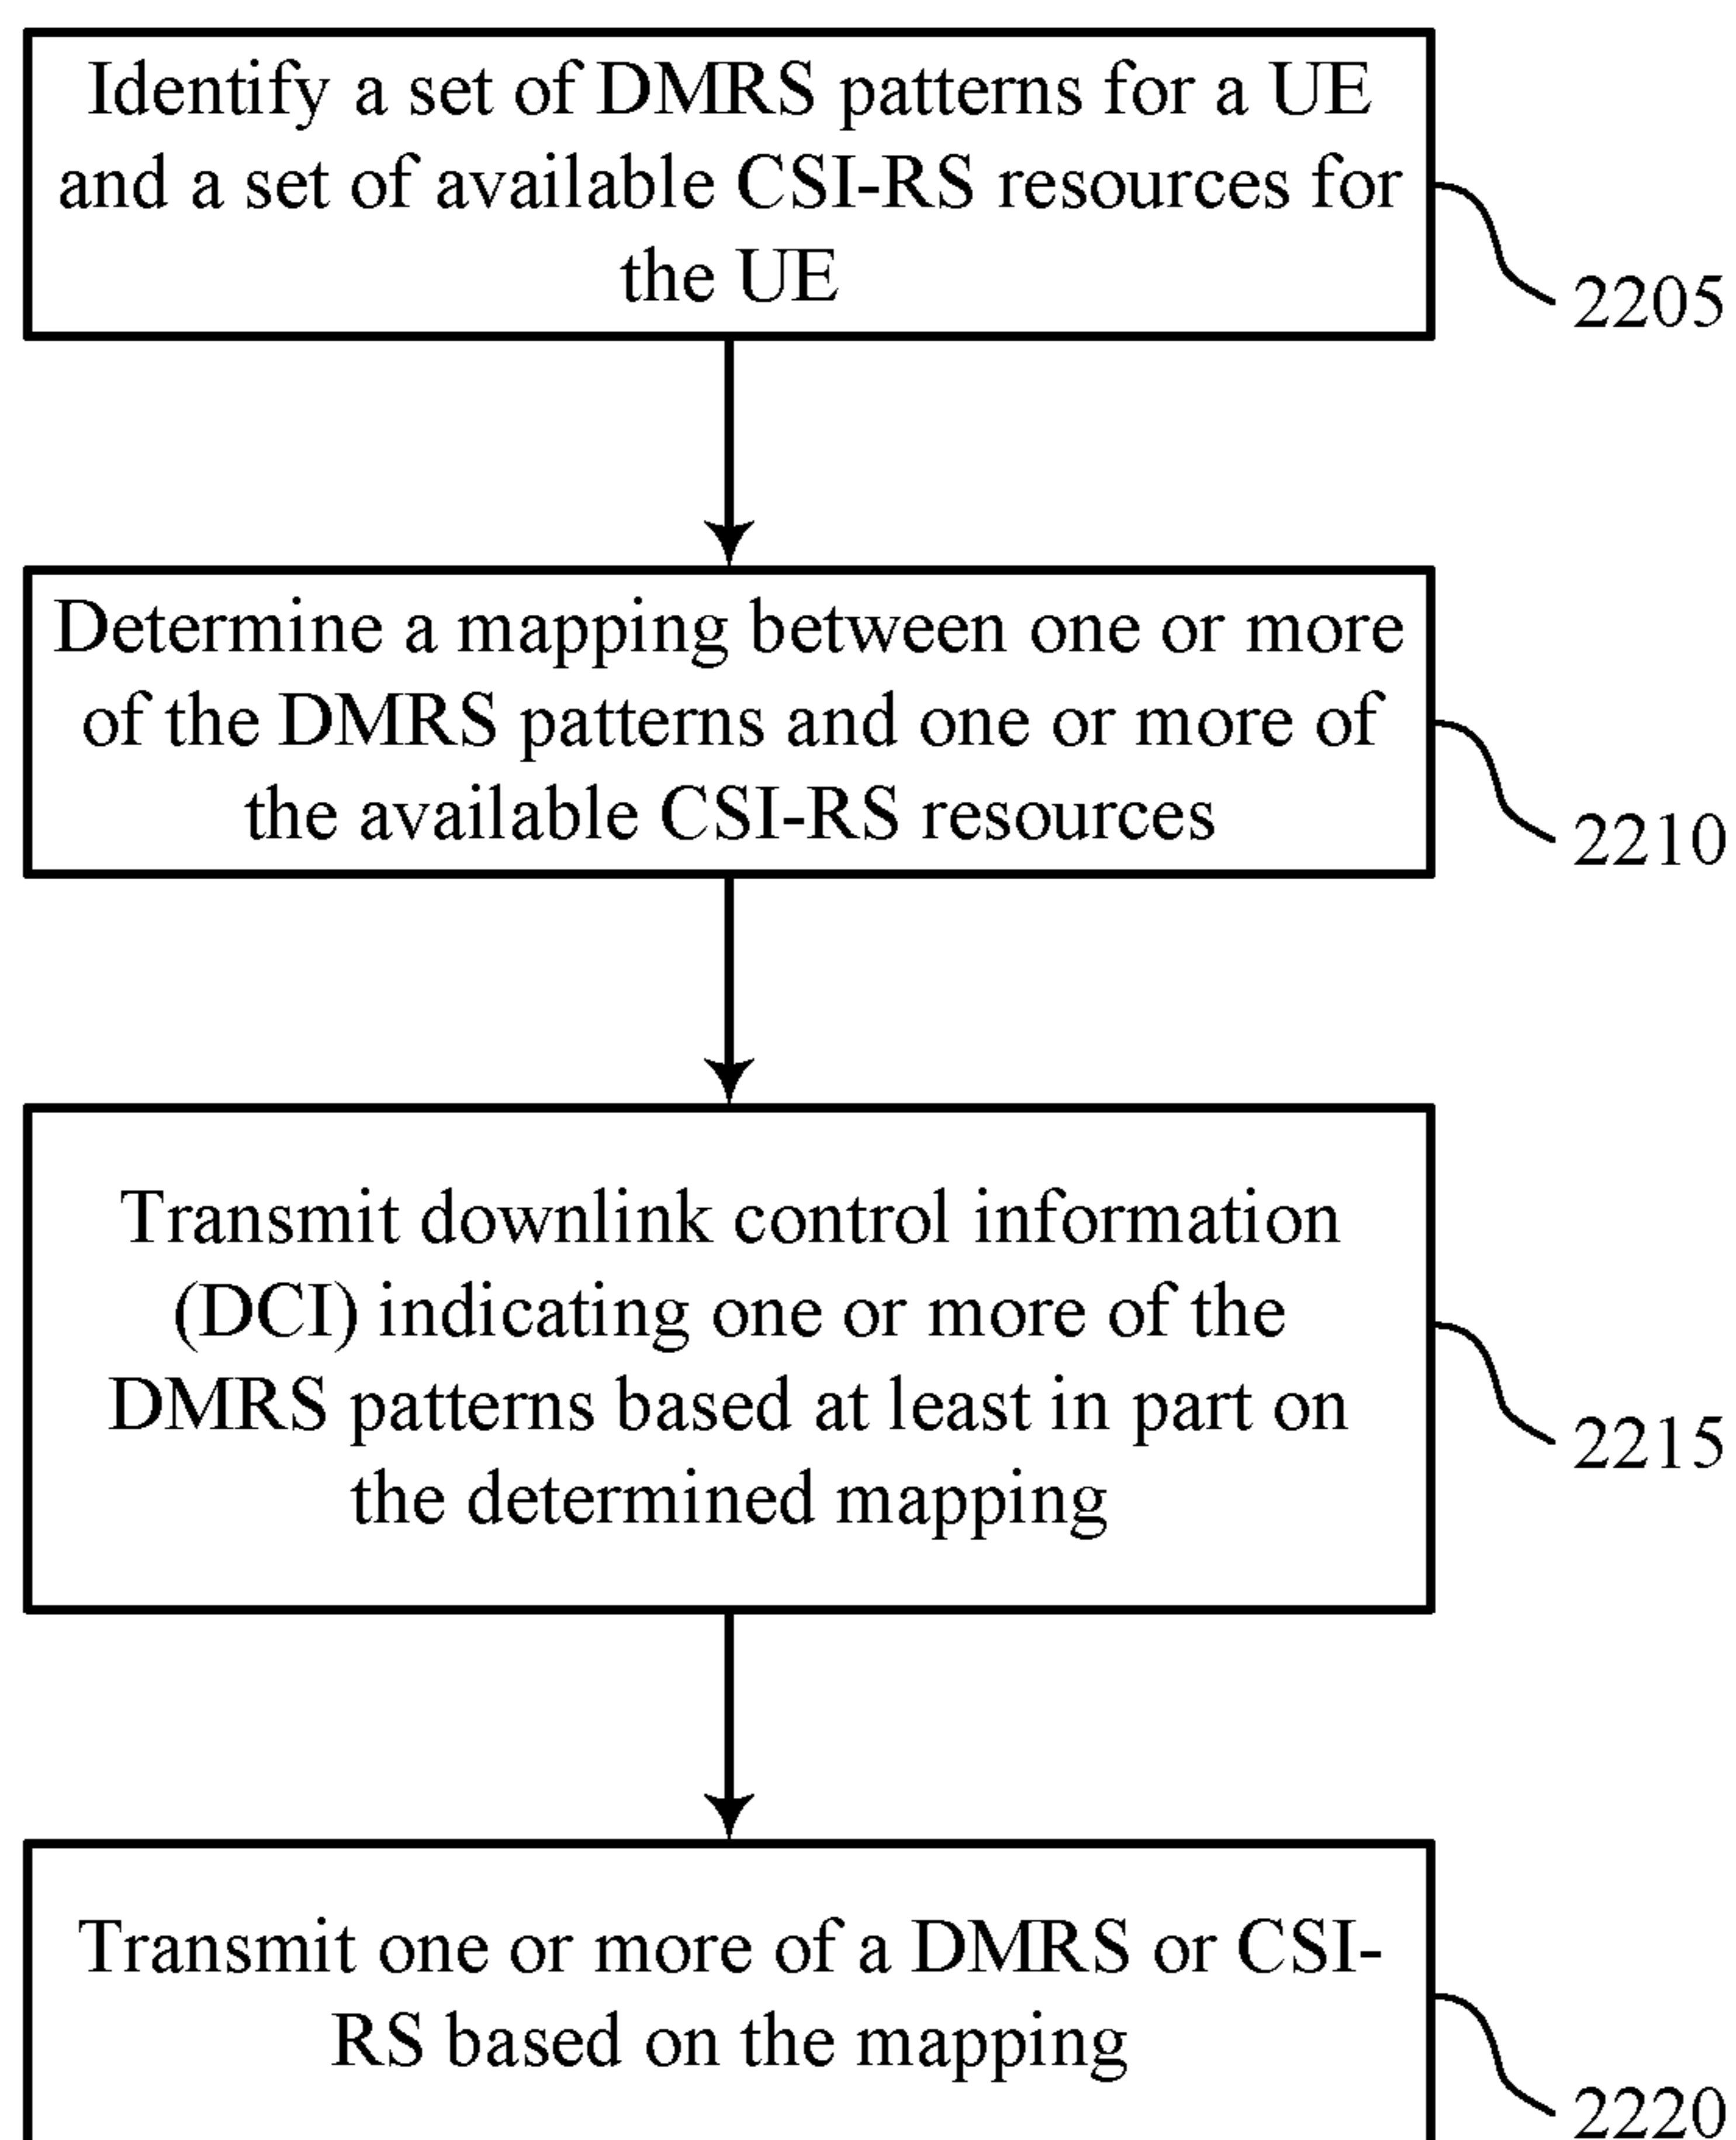 Identify a set of DMRS patterns for a UE
and a set of available CSI-RS resources for
the UE
2205
Determine a mapping between one or more
of the DMRS patterns and one or more of
the available CSI-RS resources
2210
Transmit downlink control information
(DCI) indicating one or more of the
DMRS patterns based at least in part on
the determined mapping
2215
Transmit one or more of a DMRS or CSI-
RS based on the mapping
2220